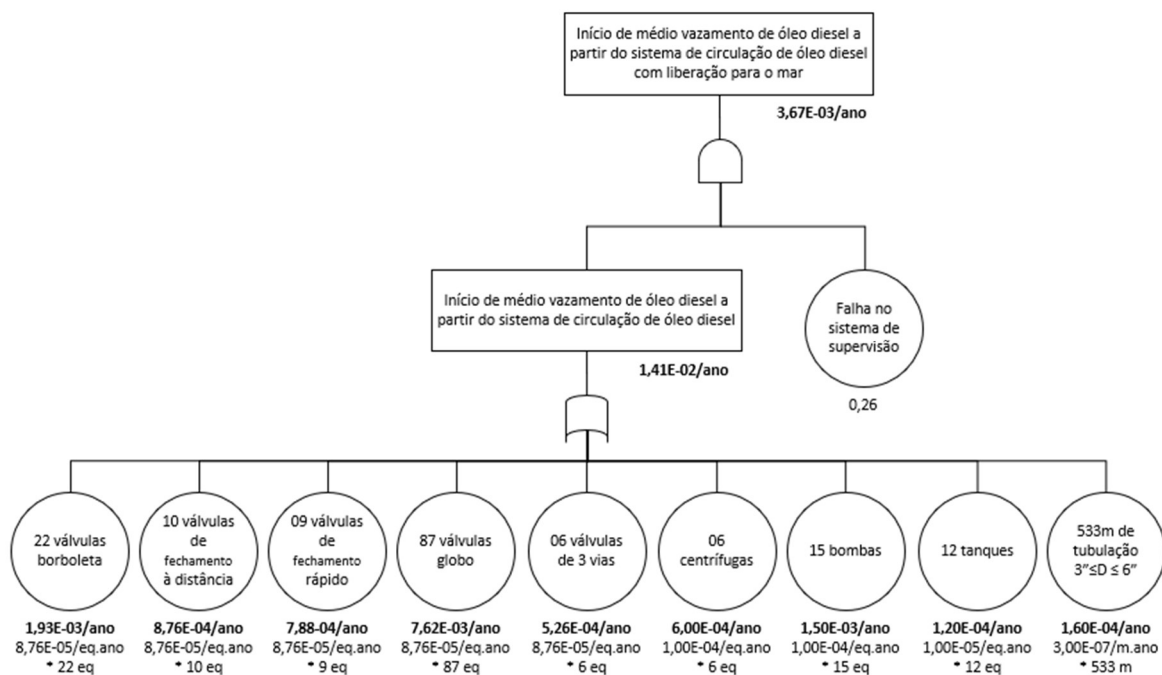 Início de médio vazamento de óleo diesel a
partir do sistema de circulação de óleo diesel
com liberação para o mar
3,67E-03/ano
Início de médio vazamento de óleo diesel a
partir do sistema de circulação de óleo diesel
1,41E-02/ano
Falha no
sistema de
supervisão
0,26
22 válvulas
borboleta
1,93E-03/ano
8,76E-05/eq.ano
* 22 eq
10 válvulas
de
fechamento
à distância
8,76E-04/ano
8,76E-05/eq.ano
* 10 eq
09 válvulas
de
fechamento
rápido
7,88-04/ano
8,76E-05/eq.ano
* 9 eq
87 válvulas
globo
7,62E-03/ano
8,76E-05/eq.ano
* 87 eq
06 válvulas
de 3 vias
5,26E-04/ano
8,76E-05/eq.ano
* 6 eq
06
centrífugas
6,00E-04/ano
1,00E-04/eq.ano
* 6 eq
15 bombas
1,50E-03/ano
1,00E-04/eq.ano
* 15 eq
12 tanques
1,20E-04/ano
1,00E-05/eq.ano
* 12 eq
533m de
tubulação
3”≤D ≤ 6”
1,60E-04/ano
3,00E-07/m.ano
* 533 m